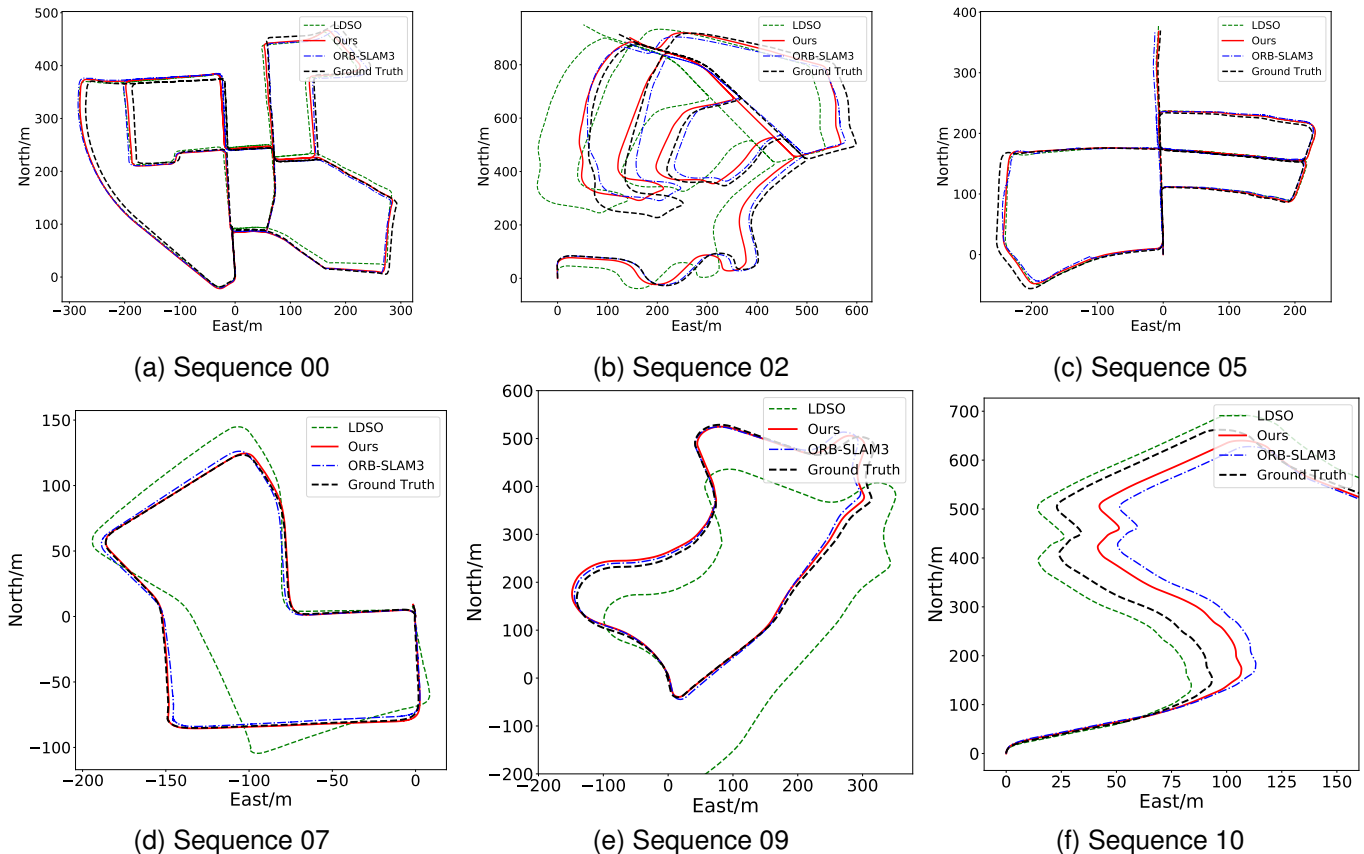 500
400
300
200
100
0
North/m
−300 −200 −100 0 100 200 300
East/m
LDSO
Ours
ORB-SLAM3
Ground Truth
(a) Sequence 00
800
600
400
200
0
North/m
0 100 200 300 400 500 600
East/m
LDSO
Ours
ORB-SLAM3
Ground Truth
(b) Sequence 02
400
300
200
100
0
North/m
−200 −100 0 100 200
East/m
LDSO
Ours
ORB-SLAM3
Ground Truth
(c) Sequence 05
150
100
50
0
−50
−100
North/m
−200 −150 −100 −50 0
East/m
LDSO
Ours
ORB-SLAM3
Ground Truth
(d) Sequence 07
600
500
400
300
200
100
0
−100
−200
North/m
−200 −100 0 100 200 300
East/m
LDSO
Ours
ORB-SLAM3
Ground Truth
(e) Sequence 09
700
600
500
400
300
200
100
0
North/m
0 25 50 75 100 125 150
East/m
LDSO
Ours
ORB-SLAM3
Ground Truth
(f) Sequence 10